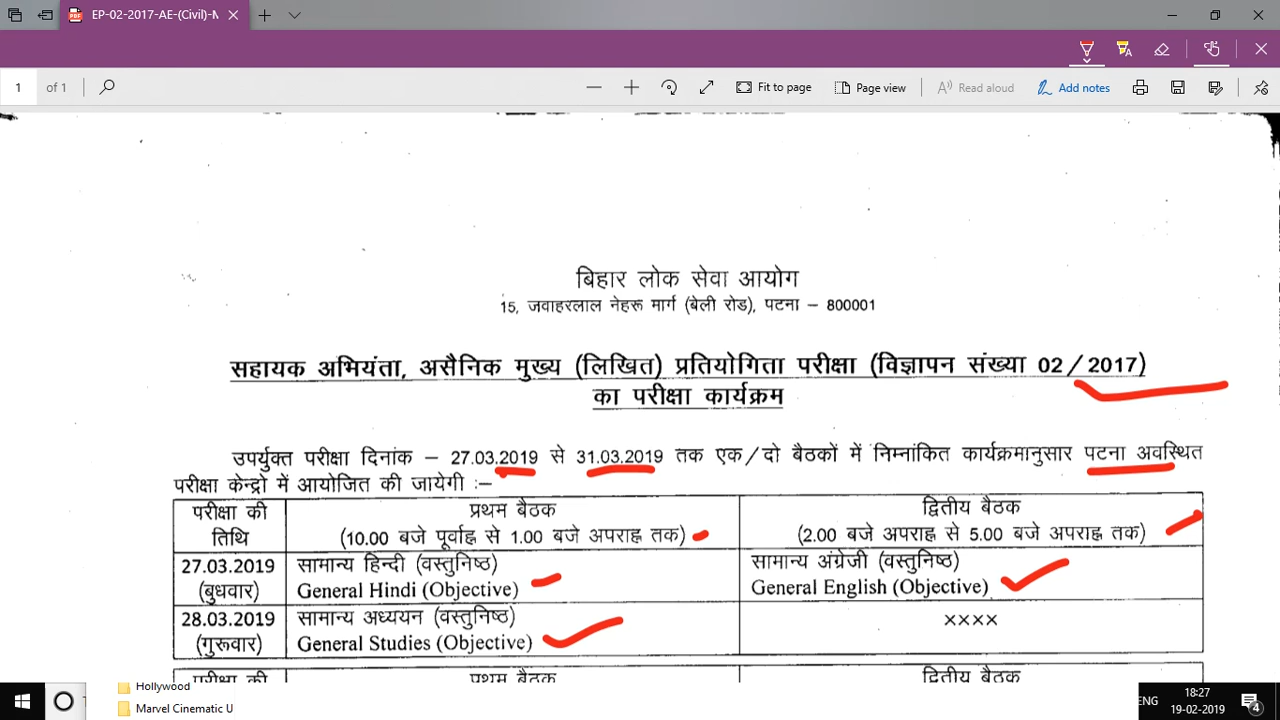 EP-02-2017-AE-(Civil)-N
1 of 1
Fit to page
Page view
Read aloud
Add notes
बिहार लोक सेवा आयोग
15, जवाहरलाल नेहरू मार्ग (बेली रोड), पटना – 800001
सहायक अभियंता, असैनिक मुख्य (लिखित) प्रतियोगिता परीक्षा (विज्ञापन संख्या 02/2017)
का परीक्षा कार्यक्रम
उपर्युक्त परीक्षा दिनांक – 27.03.2019 से 31.03.2019 तक एक/दो बैठकों में निम्नांकित कार्यक्रमानुसार पटना अवस्थित
परीक्षा केन्द्रो में आयोजित की जायेगी :–
परीक्षा की
तिथि
प्रथम बैठक
(10.00 बजे पूर्वाह्न से 1.00 बजे अपराह्न तक)
द्वितीय बैठक
(2.00 बजे अपराह्न से 5.00 बजे अपराह्न तक)
27.03.2019
(बुधवार)
सामान्य हिन्दी (वस्तुनिष्ठ)
General Hindi (Objective)
सामान्य अंग्रेजी (वस्तुनिष्ठ)
General English (Objective)
28.03.2019
(गुरूवार)
सामान्य अध्ययन (वस्तुनिष्ठ)
General Studies (Objective)
××××
परीक्षा की
प्रथम बैठक
द्वितीय बैठक
Hollywood
Marvel Cinematic U
ENG
18:27
19-02-2019
4